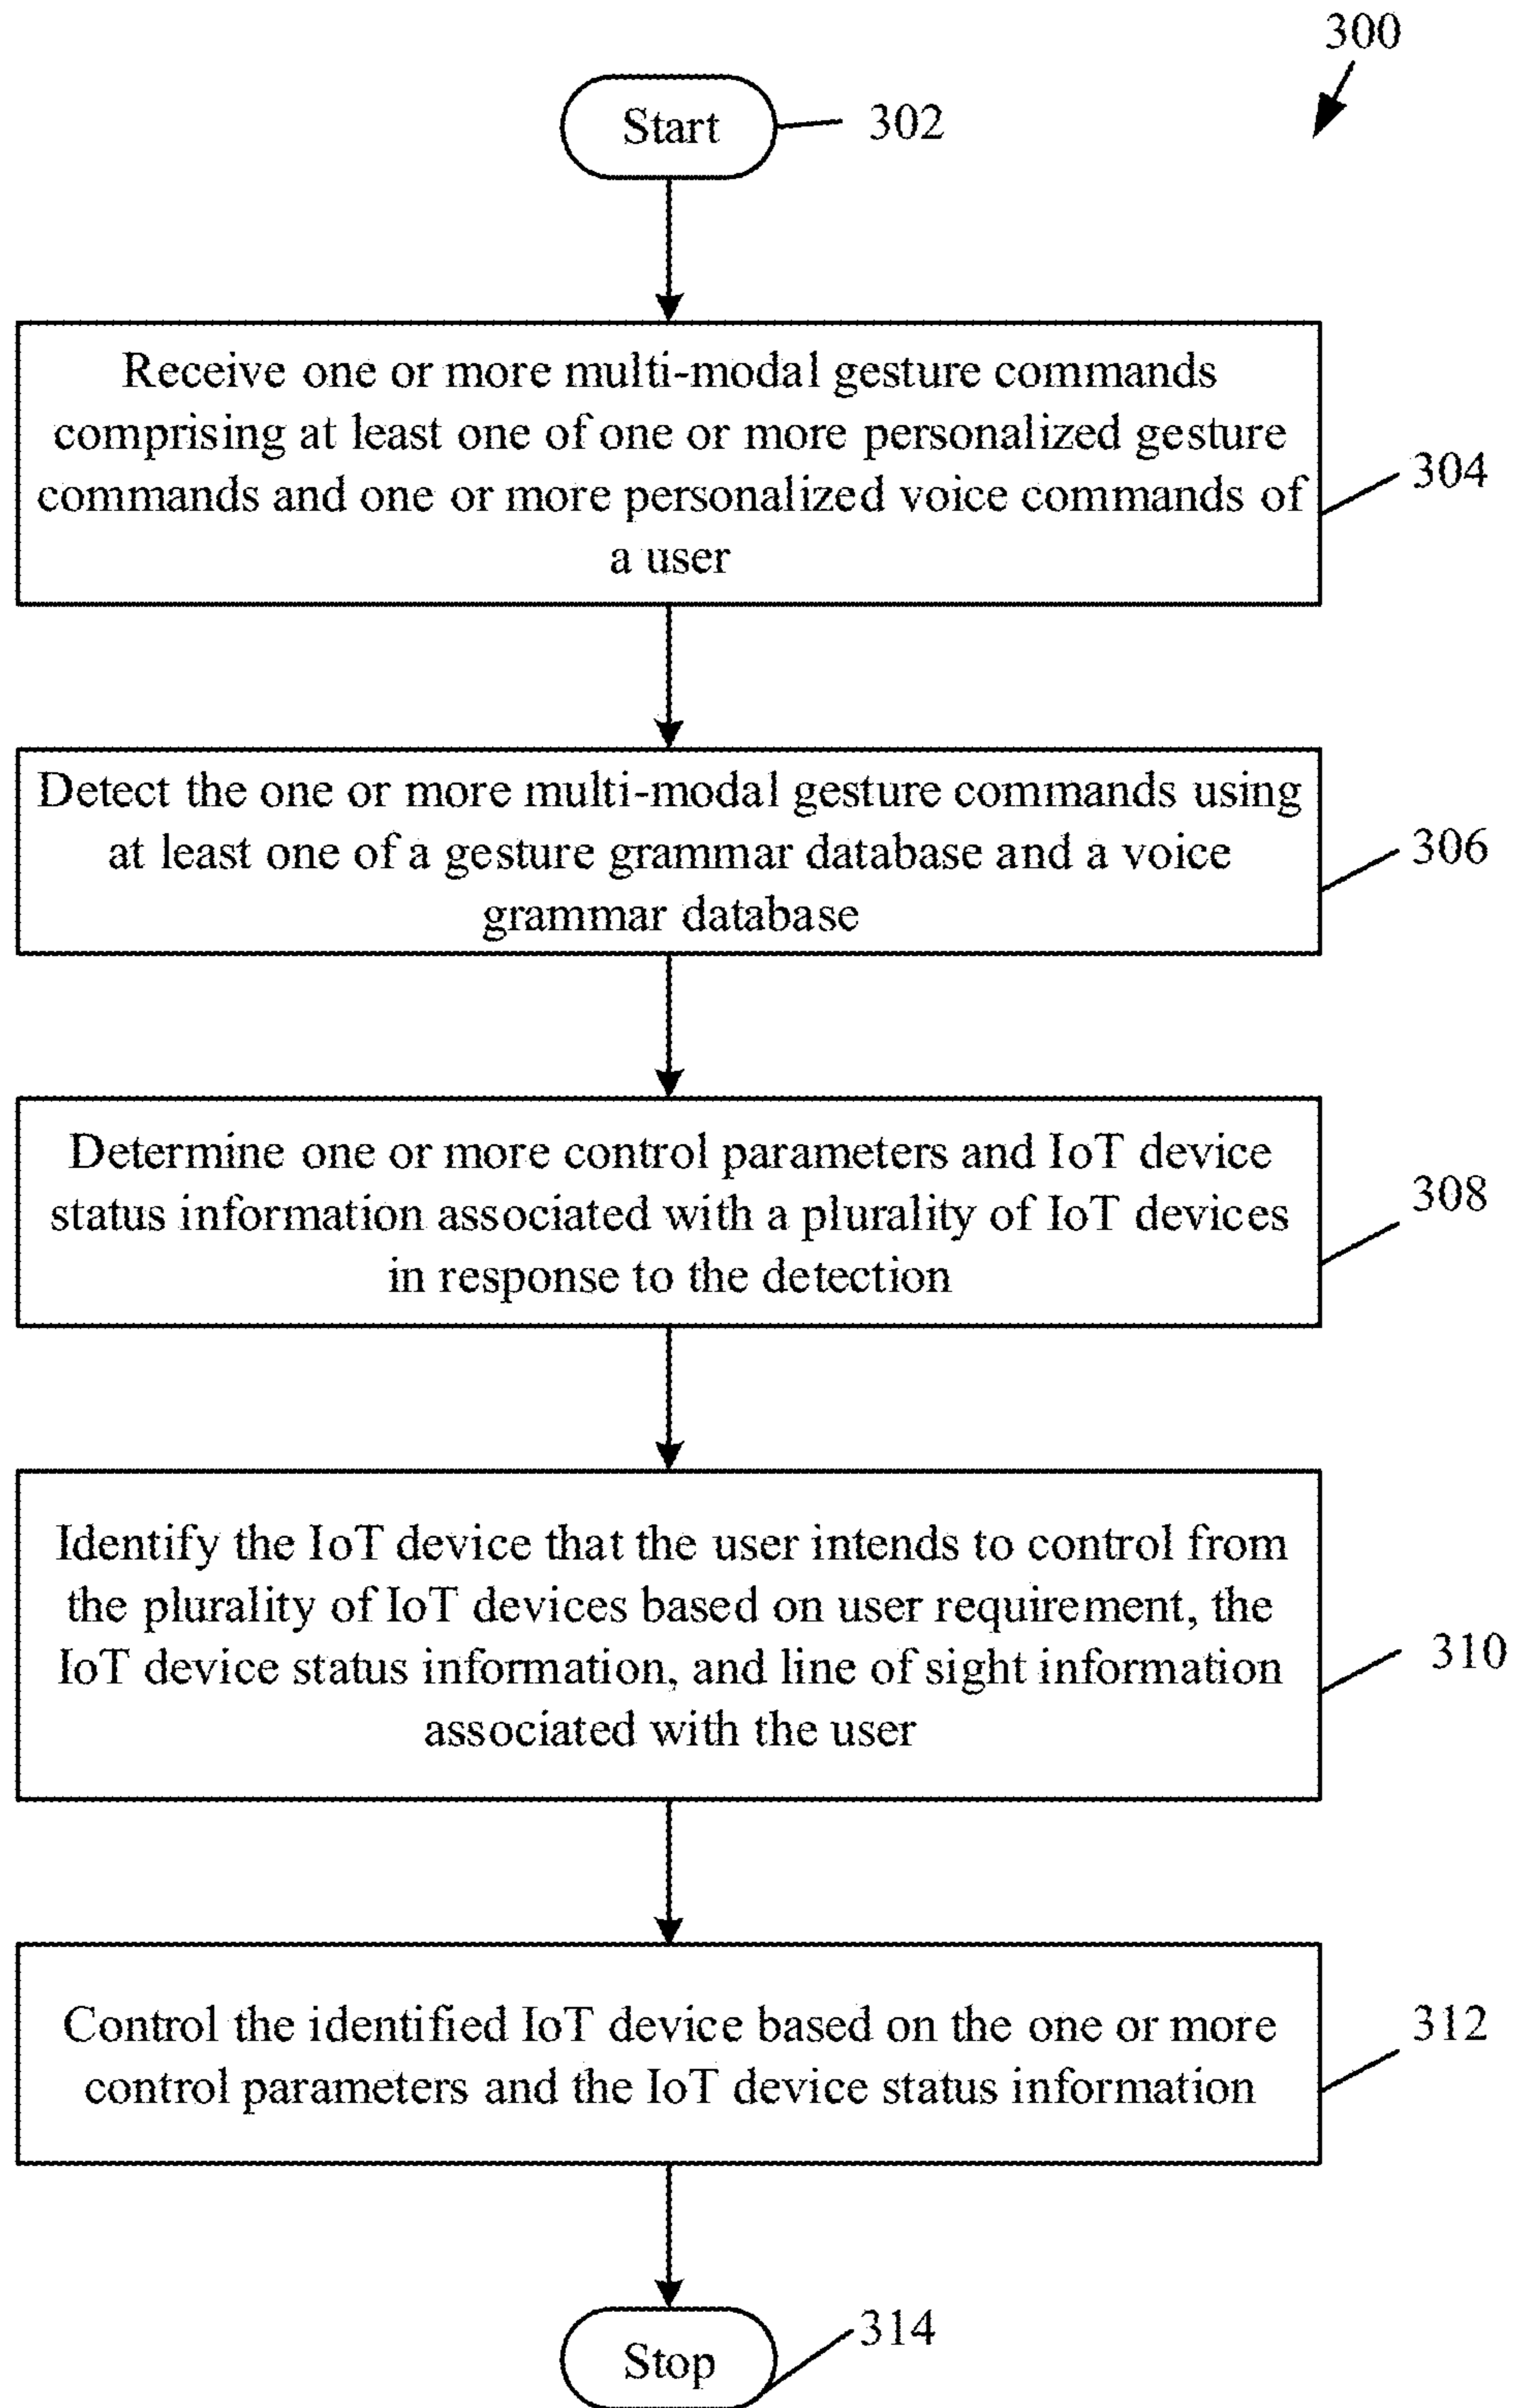 300
Start
302
Receive one or more multi-modal gesture commands
comprising at least one of one or more personalized gesture
commands and one or more personalized voice commands of
a user
304
Detect the one or more multi-modal gesture commands using
at least one of a gesture grammar database and a voice
grammar database
306
Determine one or more control parameters and IoT device
status information associated with a plurality of IoT devices
in response to the detection
308
Identify the IoT device that the user intends to control from
the plurality of IoT devices based on user requirement, the
IoT device status information, and line of sight information
associated with the user
310
Control the identified IoT device based on the one or more
control parameters and the IoT device status information
312
Stop
314